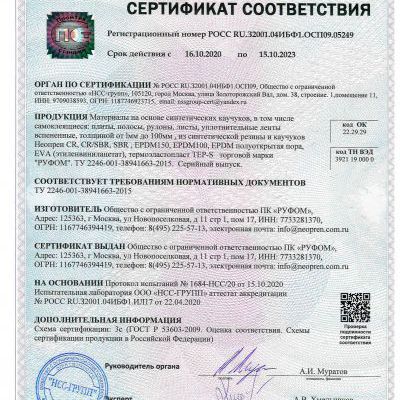 СЕРТИФИКАТ СООТВЕТСТВИЯ
Регистрационный номер РОСС RU.32001.04ИБФ1.ОСП09.05249
Срок действия с 16.10.2020 по 15.10.2023
ОРГАН ПО СЕРТИФИКАЦИИ РОСС RU.32001.04ИБФ1.ОСП09, Общество с ограниченной
ответственностью «НСС-групп», 105120, город Москва, улица Золоторожский Вал, дом 38, строение 1,помещение 11,
ИНН: 9709038593, ОГРН: 1187746923715, email: nssgroup-cert@yandex.ru
ПРОДУКЦИЯ Материалы на основе синтетических каучуков, в том числе
самоклеящиеся: плиты, полосы, рулоны, листы, уплотнительные ленты
вспененные, толщиной от 1мм до 100мм , из синтетической резины и каучуков
Неопрен CR, CR/SBR, SBR , EPDM150, EPDM100, EPDM полуоткрытая пора,
EVA (этиленвинилацетат), термоэластопласт TEP-S торговой марки
"РУФОМ". ТУ 2246-001-38941663-2015. Серийный выпуск.
код ОК
22.29.29
код ТН ВЭД
3921 19 000 0
СООТВЕТСТВУЕТ ТРЕБОВАНИЯМ НОРМАТИВНЫХ ДОКУМЕНТОВ
ТУ 2246-001-38941663-2015
ИЗГОТОВИТЕЛЬ Общество с ограниченной ответственностью ПК «РУФОМ»,
Адрес: 125363, г Москва, ул Новопоселковая, д 11 стр 1, пом 17, ИНН: 7733281370,
ОГРН: 1167746394419, телефон: 8(495) 225-57-13, электронная почта: info@neopren.com.ru
СЕРТИФИКАТ ВЫДАН Общество с ограниченной ответственностью ПК «РУФОМ»,
Адрес: 125363, г Москва, ул Новопоселковая, д 11 стр 1, пом 17, ИНН: 7733281370,
ОГРН: 1167746394419, телефон: 8(495) 225-57-13, электронная почта: info@neopren.com.ru
НА ОСНОВАНИИ Протокол испытаний № 1684-НСС/20 от 15.10.2020
Испытательная лаборатория ООО «НСС-ГРУПП» аттестат аккредитации
№ РОСС RU.32001.04ИБФ1.ИЛ17 от 22.04.2020
ДОПОЛНИТЕЛЬНАЯ ИНФОРМАЦИЯ
Схема сертификации: 3с (ГОСТ Р 53603-2009. Оценка соответствия. Схемы
сертификации продукции в Российской Федерации)
Проверка
подлинности
сертификата
соответствия
А.И. Муратов
"НСС-ГРУПП"